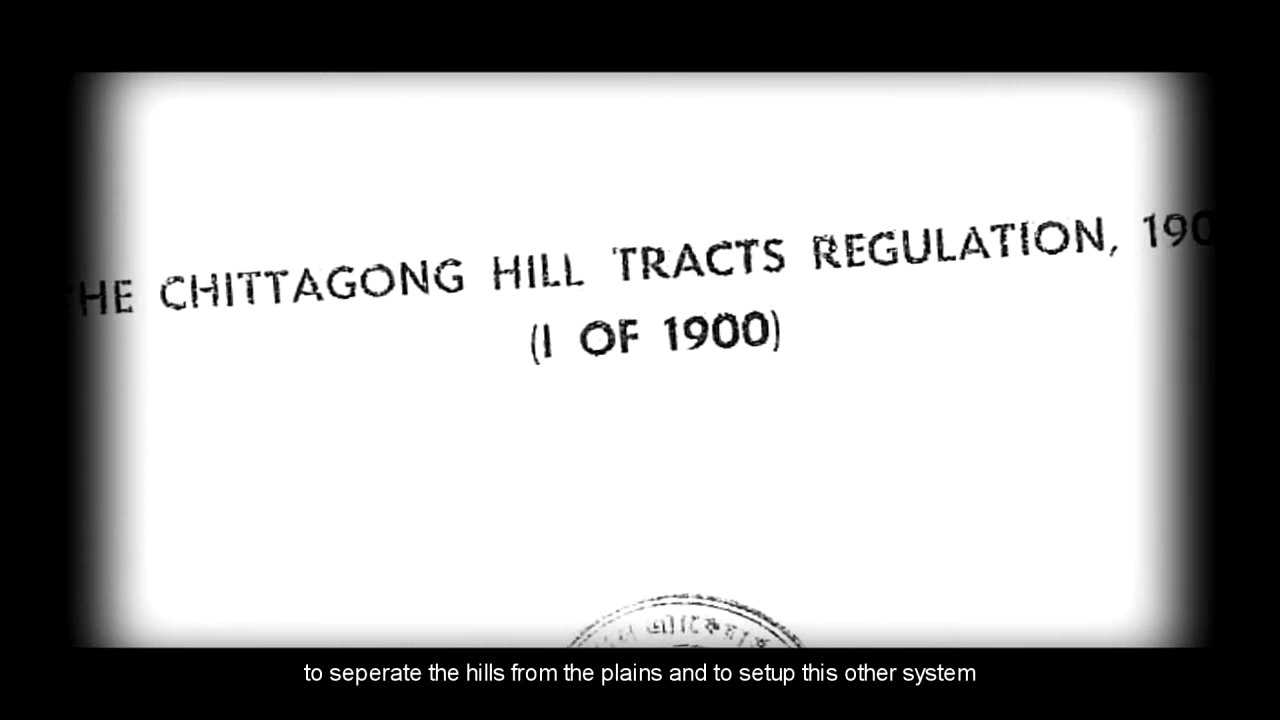 THE CHITTAGONG HILL TRACTS REGULATION, 190
(I OF 1900)
to seperate the hills from the plains and to setup this other system